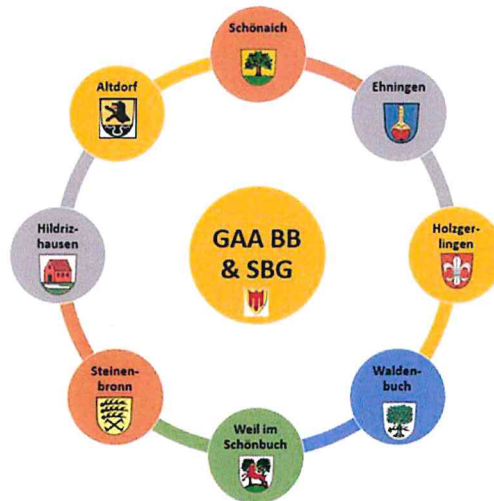 Schönaich
Ehningen
Holzger-
lingen
Walden-
buch
Weil im
Schönbuch
Steinen-
bronn
Hildriz-
hausen
Altdorf
GAA BB
& SBG